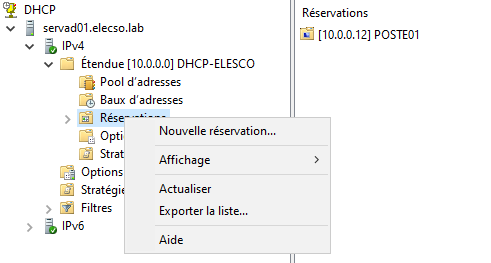 DHCP
servad01.elecso.lab
IPv4
Étendue [10.0.0.0] DHCP-ELESCO
Pool d'adresses
Baux d'adresses
Réservations
Optio
Strat
Options
Stratégie
Filtres
IPv6
Nouvelle réservation...
Affichage
Actualiser
Exporter la liste...
Aide
Réservations
[10.0.0.12] POSTE01